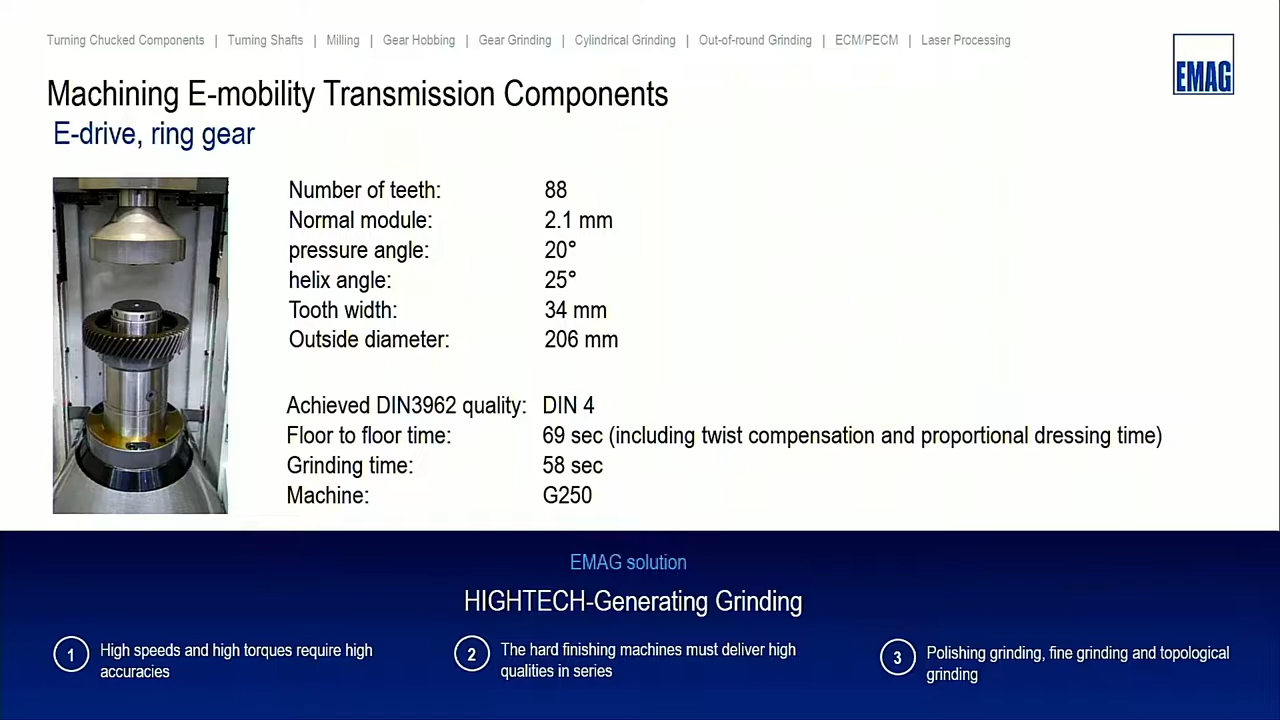 Turning Chucked Components | Turning Shafts | Milling | Gear Hobbing | Gear Grinding | Cylindrical Grinding | Out-of-round Grinding | ECM/PECM | Laser Processing
EMAG
Machining E-mobility Transmission Components
E-drive, ring gear
Number of teeth: 88
Normal module: 2.1 mm
pressure angle: 20°
helix angle: 25°
Tooth width: 34 mm
Outside diameter: 206 mm
Achieved DIN3962 quality: DIN 4
Floor to floor time: 69 sec (including twist compensation and proportional dressing time)
Grinding time: 58 sec
Machine: G250
EMAG solution
HIGHTECH-Generating Grinding
1 High speeds and high torques require high
accuracies
2 The hard finishing machines must deliver high
qualities in series
3 Polishing grinding, fine grinding and topological
grinding